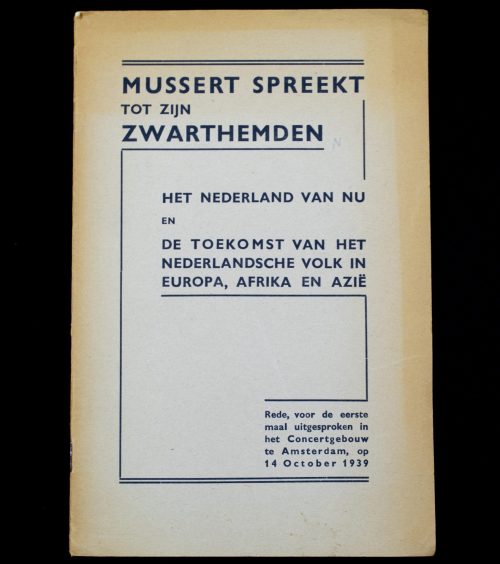 MUSSERT SPREEKT
TOT ZIJN
ZWARTHEMDEN
N
HET NEDERLAND VAN NU
EN
DE TOEKOMST VAN HET
NEDERLANDSCHE VOLK IN
EUROPA, AFRIKA EN AZIË
Rede, voor de eerste
maal uitgesproken in
het Concertgebouw
te Amsterdam, op
14 October 1939